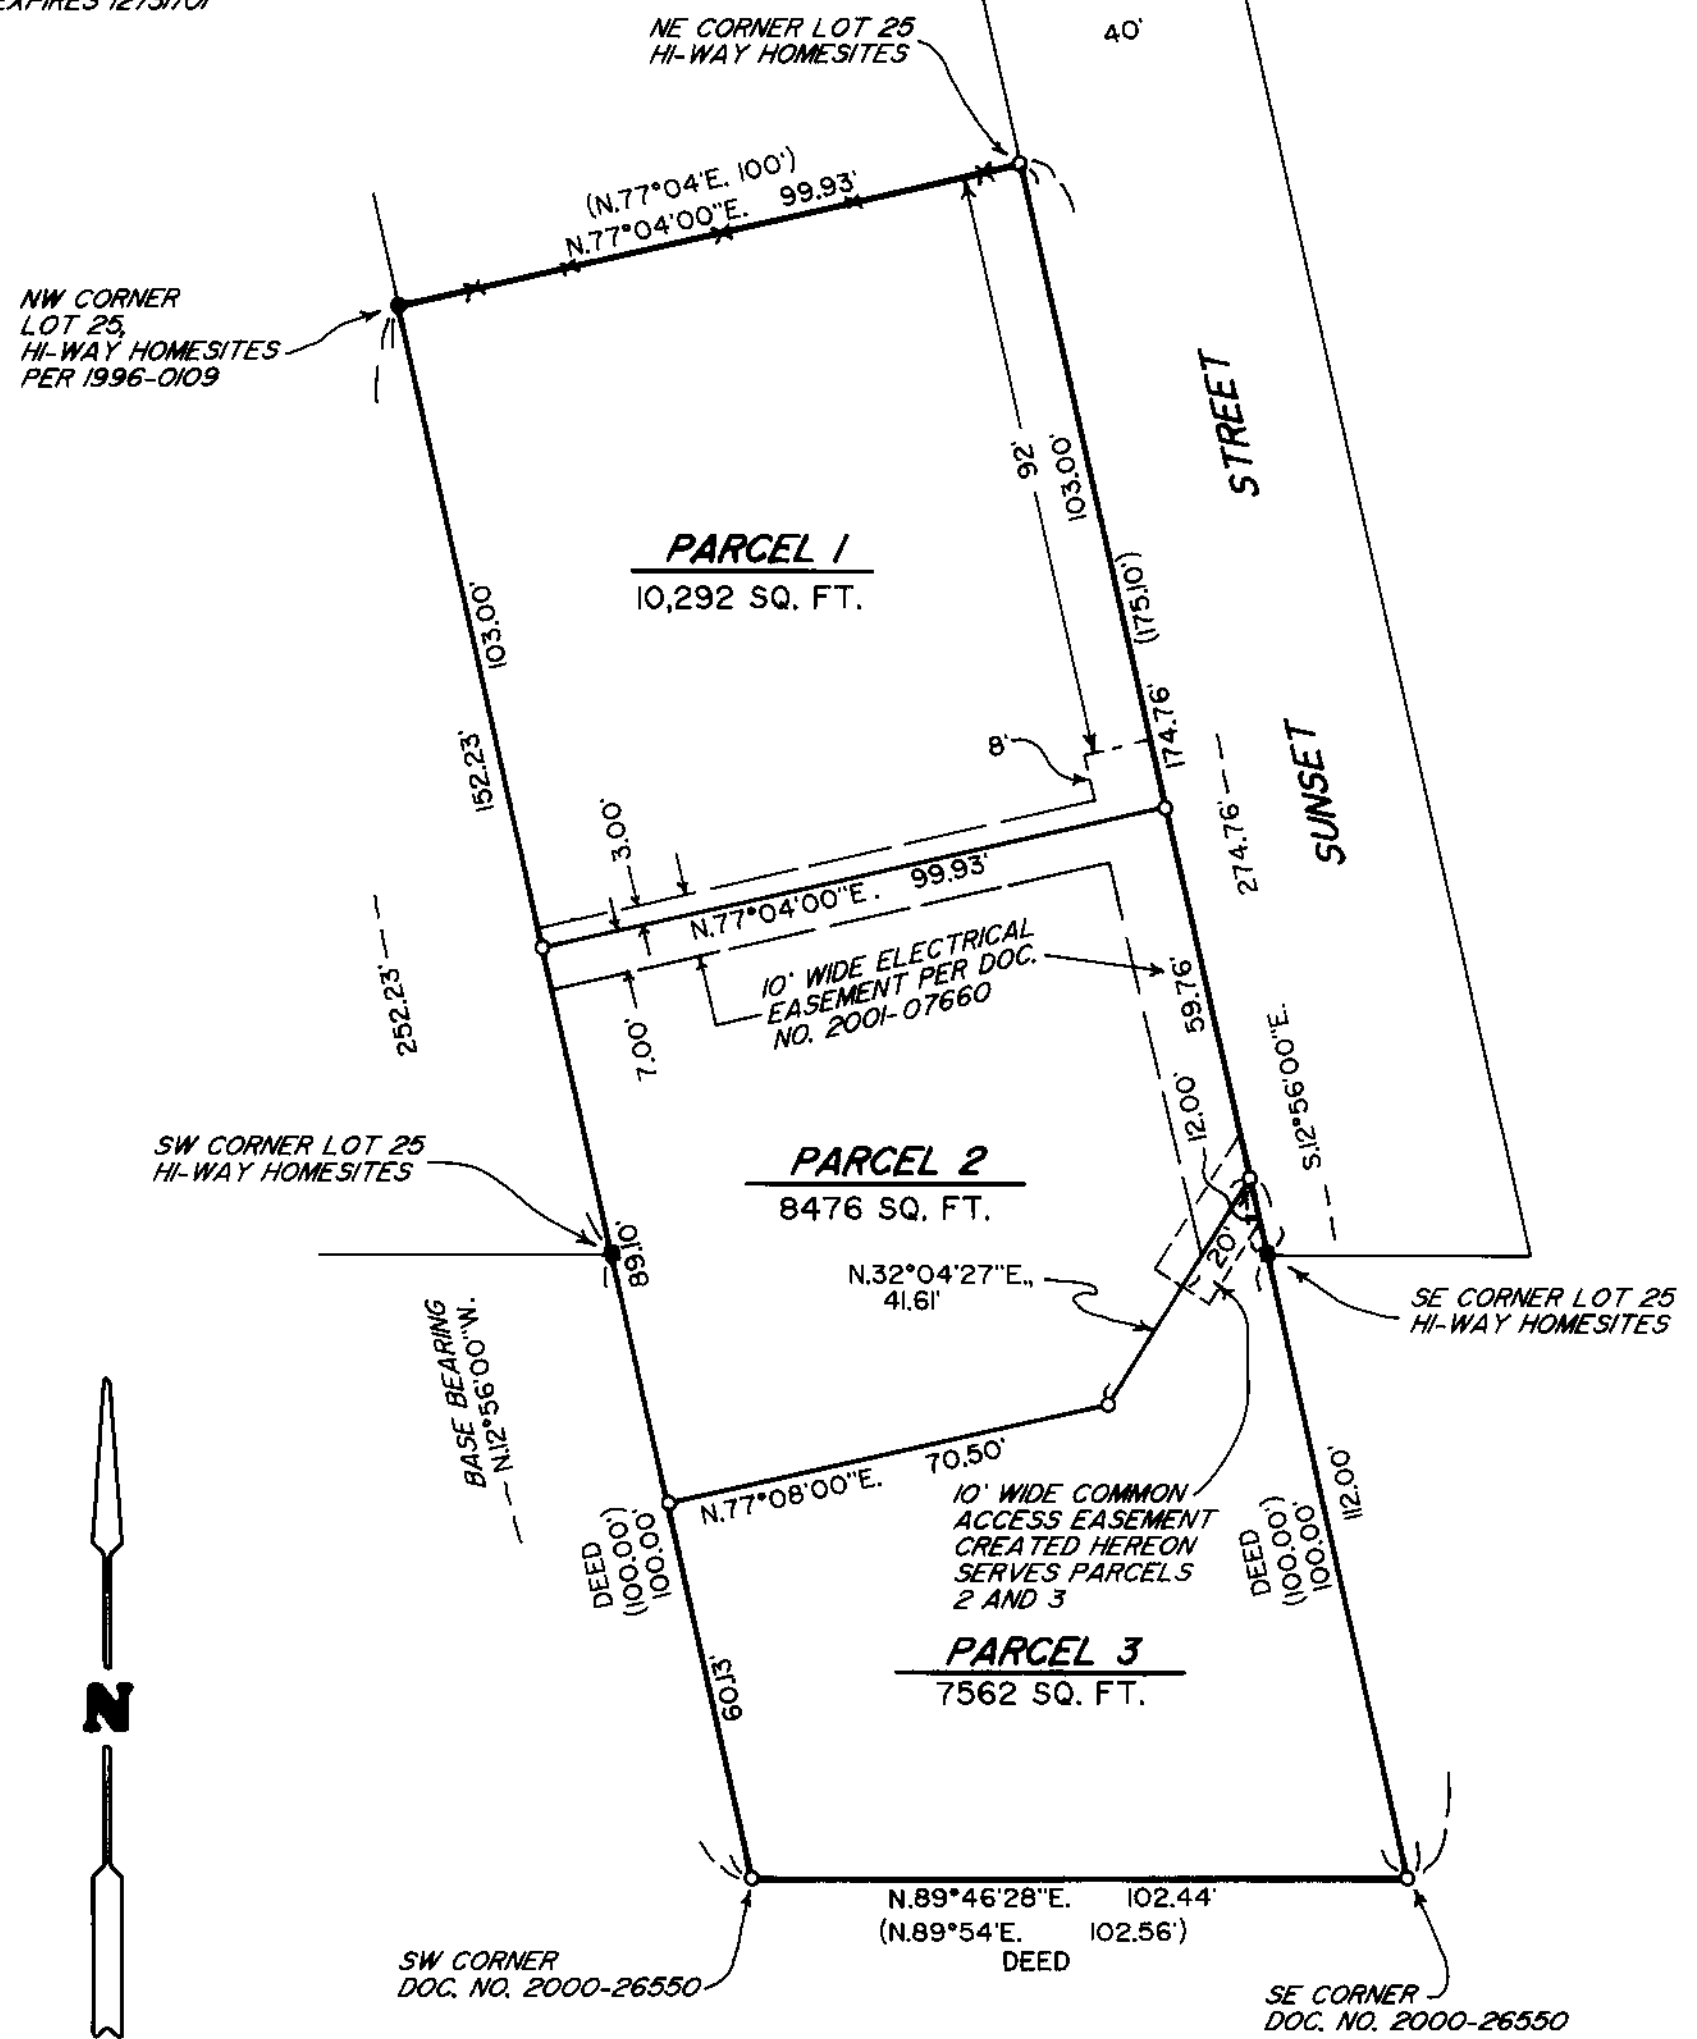 EXPIRES 12/31/01
NE CORNER LOT 25
HI-WAY HOMESITES
40'
(N.77°04'E. 100')
N.77°04'00"E. 99.93'
NW CORNER
LOT 25,
HI-WAY HOMESITES
PER 1996-0109
STREET
92'
103.00'
PARCEL 1
10,292 SQ. FT.
(175.10')
103.00'
174.76'
152.23'
8'
SUNSET
274.76'
3.00'
N.77°04'00"E. 99.93'
10' WIDE ELECTRICAL
EASEMENT PER DOC.
NO. 2001-07660
59.76'
252.23'
7.00'
S.12°56'00"E.
12.00'
SW CORNER LOT 25
HI-WAY HOMESITES
PARCEL 2
8476 SQ. FT.
89.10'
20'
N.32°04'27"E.,
41.61'
SE CORNER LOT 25
HI-WAY HOMESITES
BASE BEARING
N.12°56'00"W.
N.77°08'00"E. 70.50'
112.00'
10' WIDE COMMON
ACCESS EASEMENT
CREATED HEREON
SERVES PARCELS
2 AND 3
DEED
(100.00')
100.00'
DEED
(100.00')
100.00'
PARCEL 3
7562 SQ. FT.
60.13'
N
N.89°46'28"E. 102.44'
(N.89°54'E. 102.56')
DEED
SW CORNER
DOC. NO. 2000-26550
SE CORNER
DOC. NO. 2000-26550